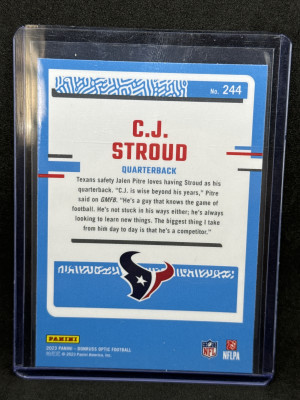 No. 244
C.J.
STROUD
QUARTERBACK
Texans safety Jalen Pitre loves having Stroud as his
quarterback. "C.J. is wise beyond his years," Pitre
said on GMFB. "He's a guy that knows the game of
football. He's not stuck in his ways either; he's always
looking to learn new things. The biggest thing I take
from him day to day is that he's a competitor."
PANINI
2023 PANINI - DONRUSS OPTIC FOOTBALL
© 2023 Panini America, Inc.
NFL
NFLPA